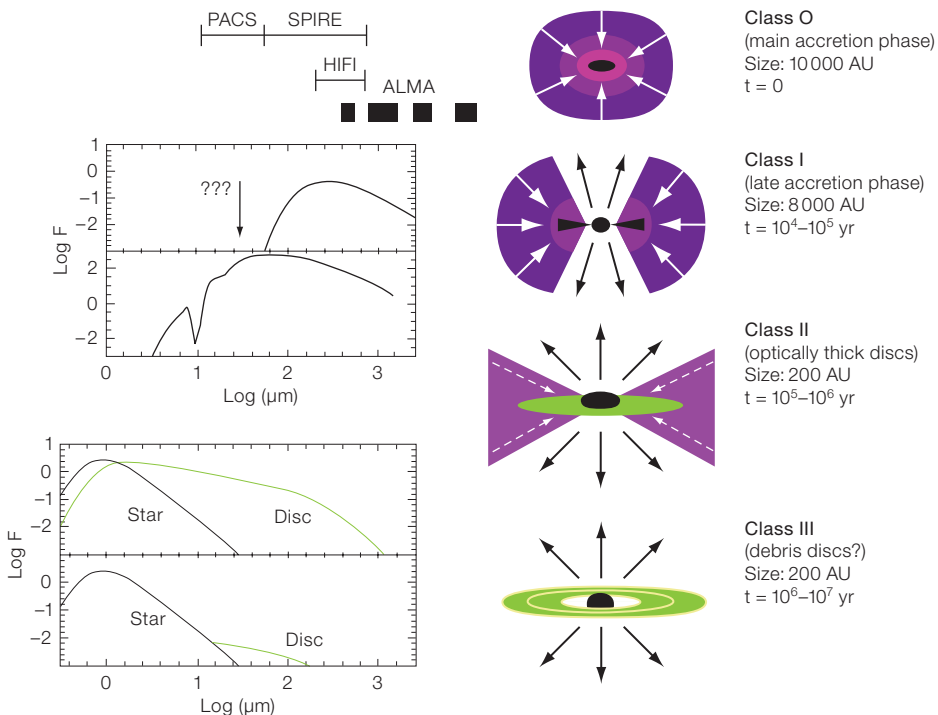 PACS SPIRE
HIFI
ALMA
1
0
−1
−2
???
Log F
2
0
−2
0 1 2 3
Log (µm)
1
0
−1
−2
Star Disc
Log F
0
−1
−2
Star Disc
0 1 2 3
Log (µm)
Class O
(main accretion phase)
Size: 10 000 AU
t = 0
Class I
(late accretion phase)
Size: 8 000 AU
t = 10⁴–10⁵ yr
Class II
(optically thick discs)
Size: 200 AU
t = 10⁵–10⁶ yr
Class III
(debris discs?)
Size: 200 AU
t = 10⁶–10⁷ yr